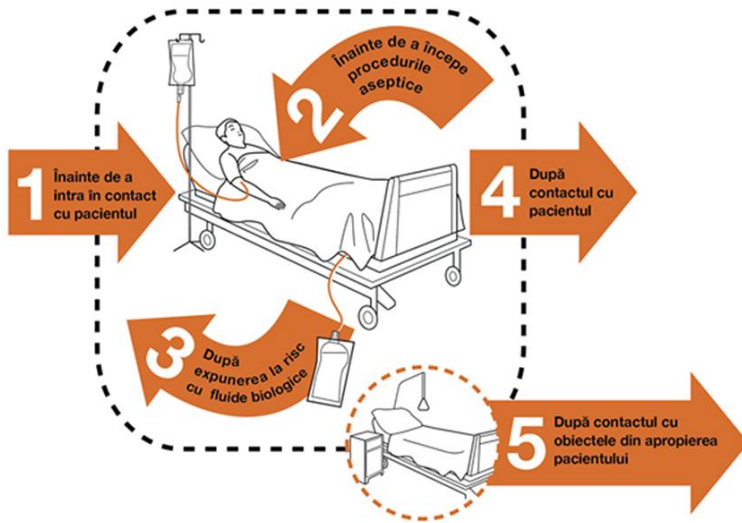 1
Înainte de a
intra în contact
cu pacientul
2
Înainte de a începe
procedurile
aseptice
3
După
expunerea la risc
cu fluide biologice
4
După
contactul cu
pacientul
5
După contactul cu
obiectele din apropierea
pacientului